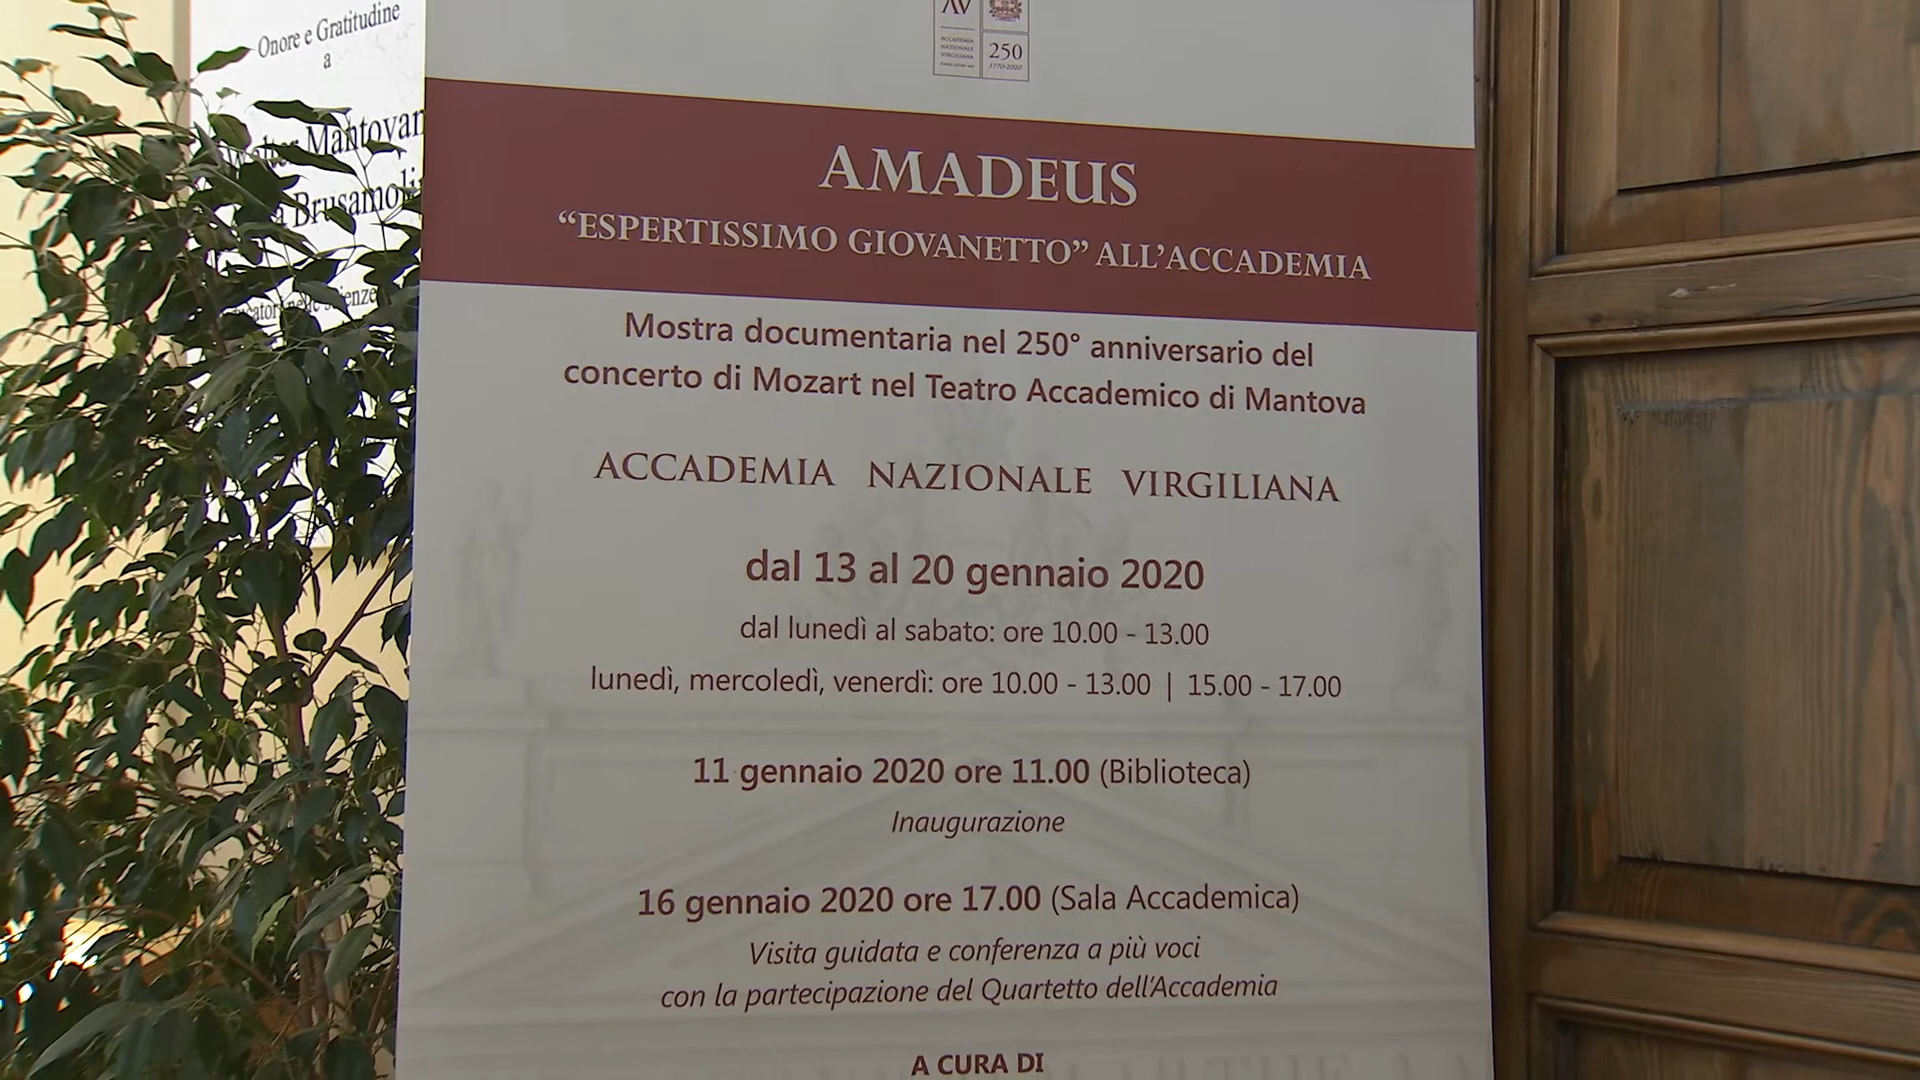 Onore e Gratitudine
a
Mantovan
Brusamolin
AV
ACCADEMIA
NAZIONALE
VIRGILIANA
250
1770-2020
AMADEUS
“ESPERTISSIMO GIOVANETTO” ALL’ACCADEMIA
Mostra documentaria nel 250° anniversario del
concerto di Mozart nel Teatro Accademico di Mantova
ACCADEMIA NAZIONALE VIRGILIANA
dal 13 al 20 gennaio 2020
dal lunedì al sabato: ore 10.00 - 13.00
lunedì, mercoledì, venerdì: ore 10.00 - 13.00 | 15.00 - 17.00
11 gennaio 2020 ore 11.00 (Biblioteca)
Inaugurazione
16 gennaio 2020 ore 17.00 (Sala Accademica)
Visita guidata e conferenza a più voci
con la partecipazione del Quartetto dell'Accademia
A CURA DI